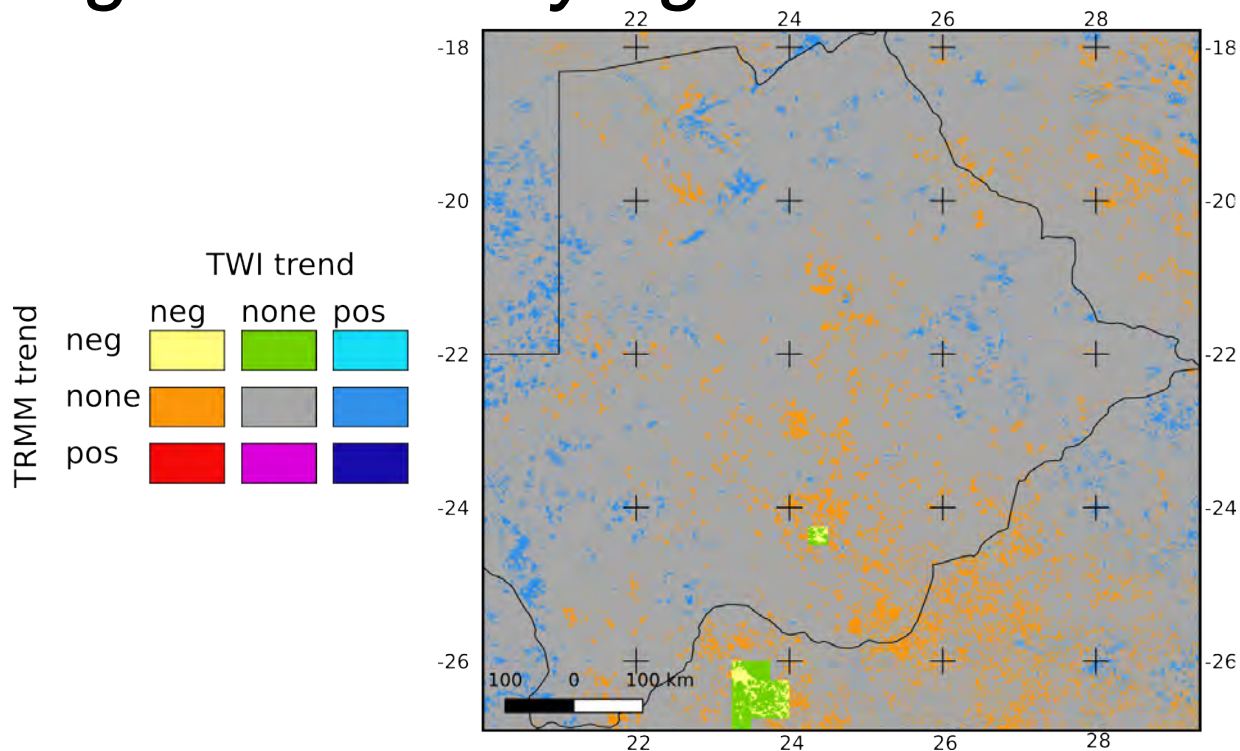 22 24 26 28
-18 -18
-20 -20
-22 -22
-24 -24
-26 -26
22 24 26 28
TWI trend
neg none pos
TRMM trend
neg
none
pos
100 0 100 km